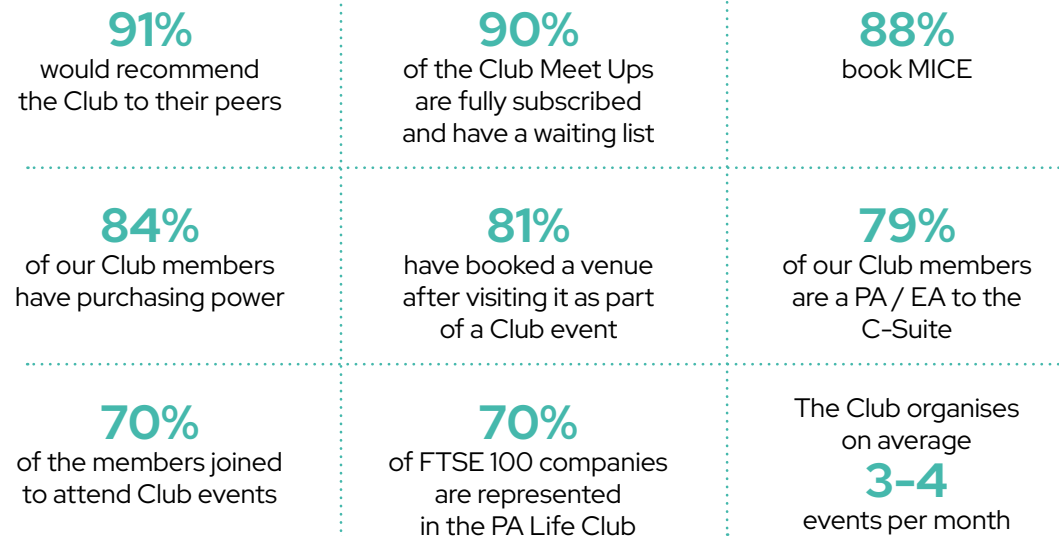 91%
would recommend
the Club to their peers
90%
of the Club Meet Ups
are fully subscribed
and have a waiting list
88%
book MICE
84%
of our Club members
have purchasing power
81%
have booked a venue
after visiting it as part
of a Club event
79%
of our Club members
are a PA / EA to the
C-Suite
70%
of the members joined
to attend Club events
70%
of FTSE 100 companies
are represented
in the PA Life Club
The Club organises
on average
3-4
events per month